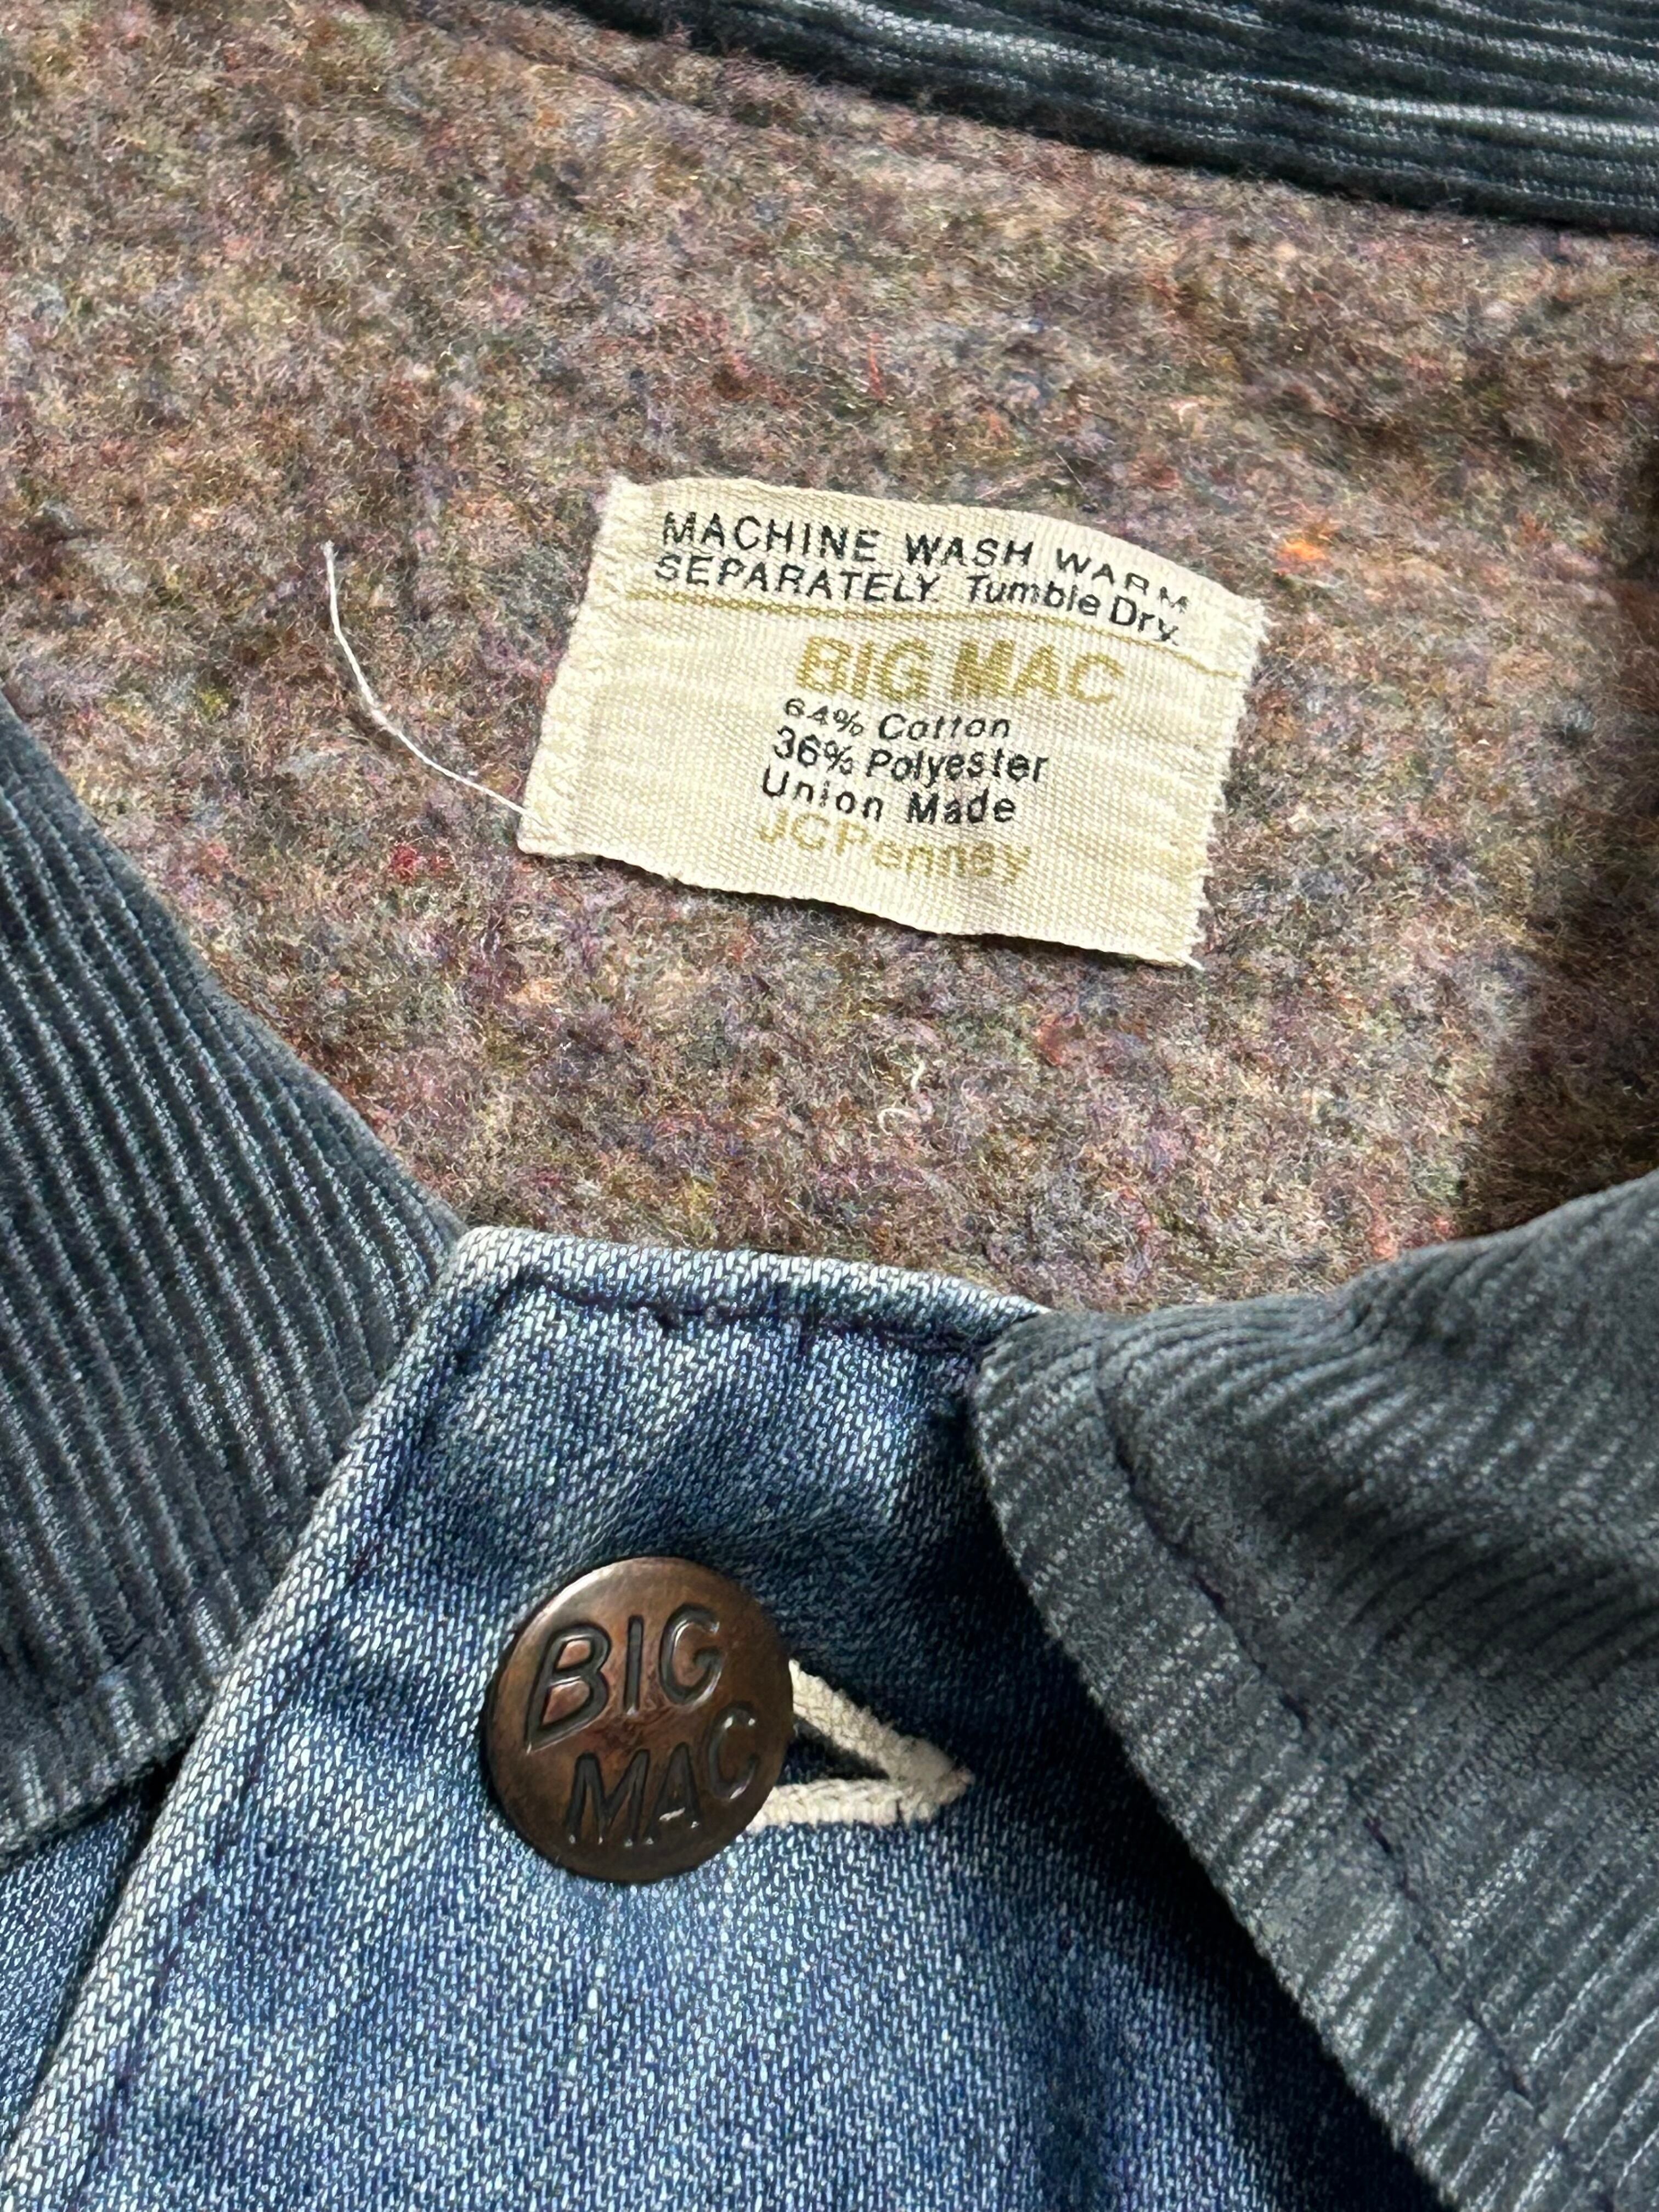 MACHINE WASH WARM
SEPARATELY Tumble Dry.
BIG MAC
64% Cotton
36% Polyester
Union Made
JCPenney
BIG
MAC